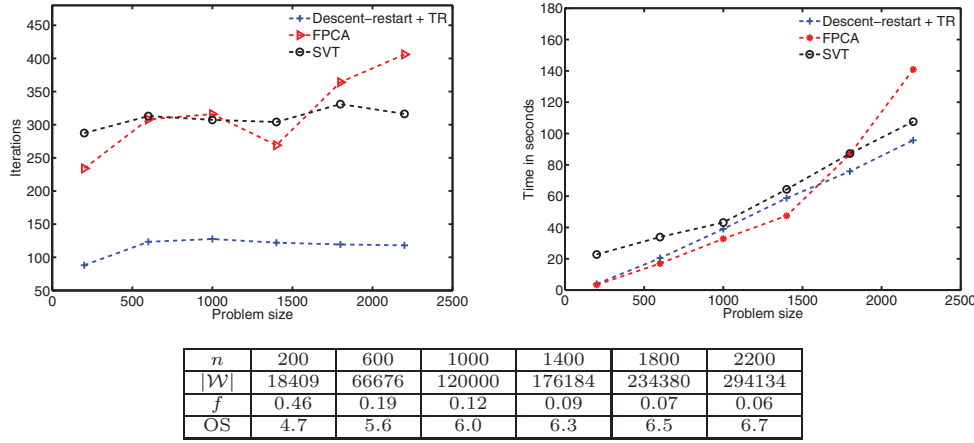 Descent-restart + TR
FPCA
SVT
450
400
350
300
250
200
150
100
50
0 500 1000 1500 2000 2500
Iterations
Problem size
Descent-restart + TR
FPCA
SVT
180
160
140
120
100
80
60
40
20
0
0 500 1000 1500 2000 2500
Time in seconds
Problem size
n 200 600 1000 1400 1800 2200
|W| 18409 66676 120000 176184 234380 294134
f 0.46 0.19 0.12 0.09 0.07 0.06
OS 4.7 5.6 6.0 6.3 6.5 6.7